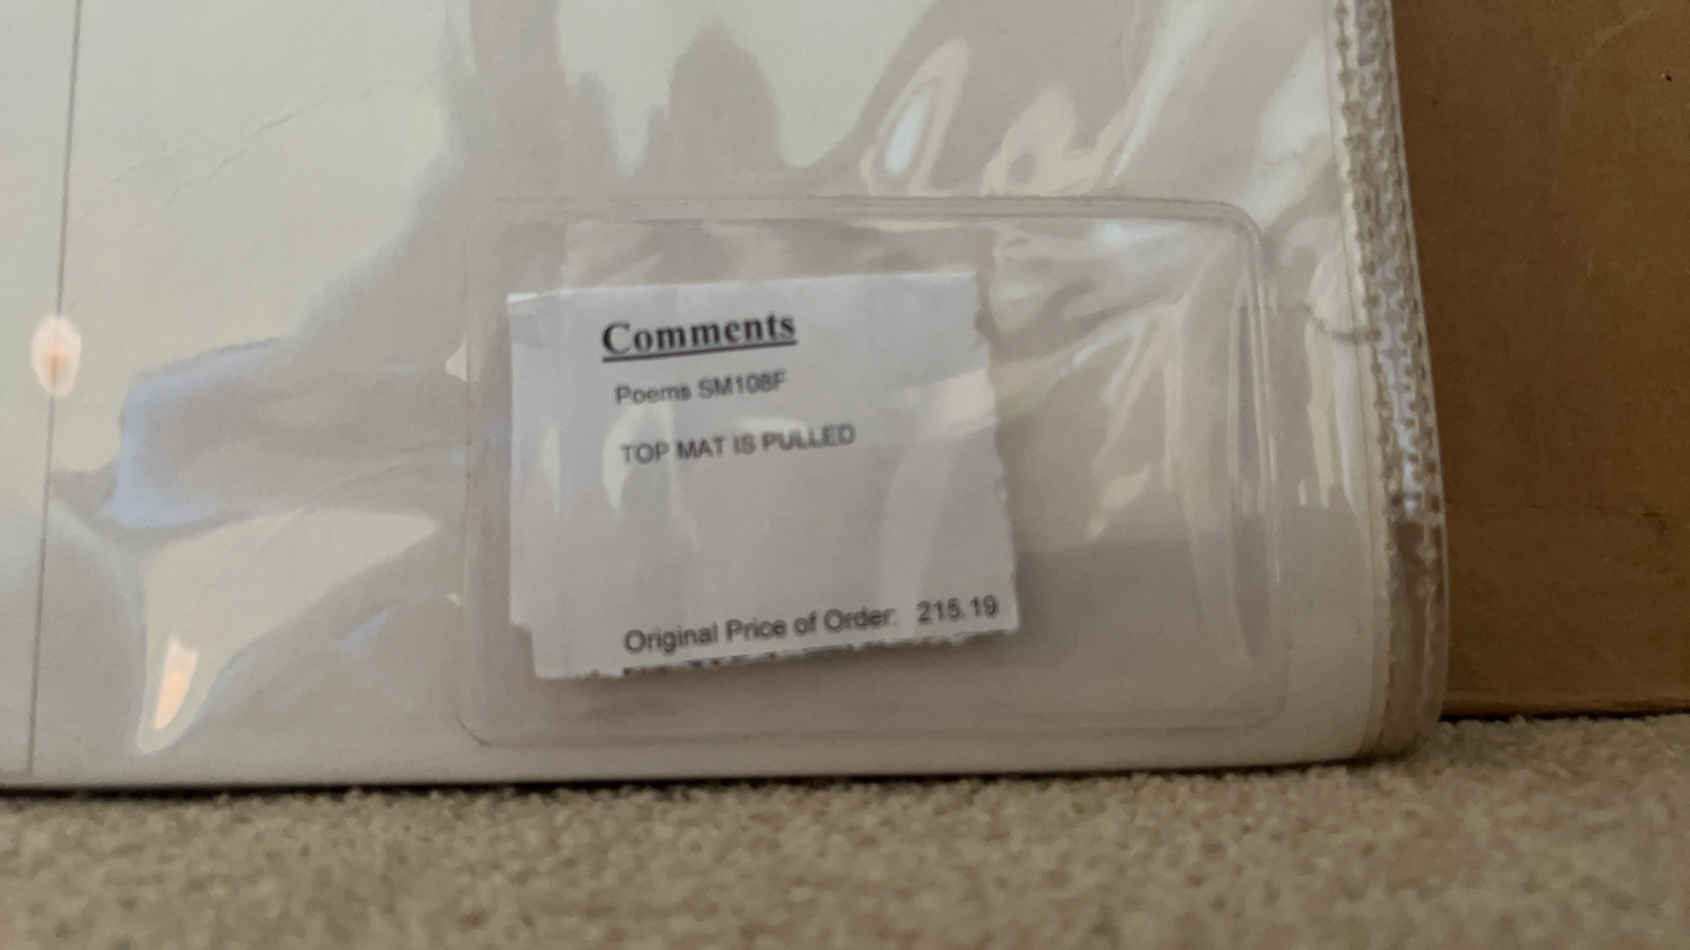 Comments
Poems SM108F
TOP MAT IS PULLED
Original Price of Order: 215.19